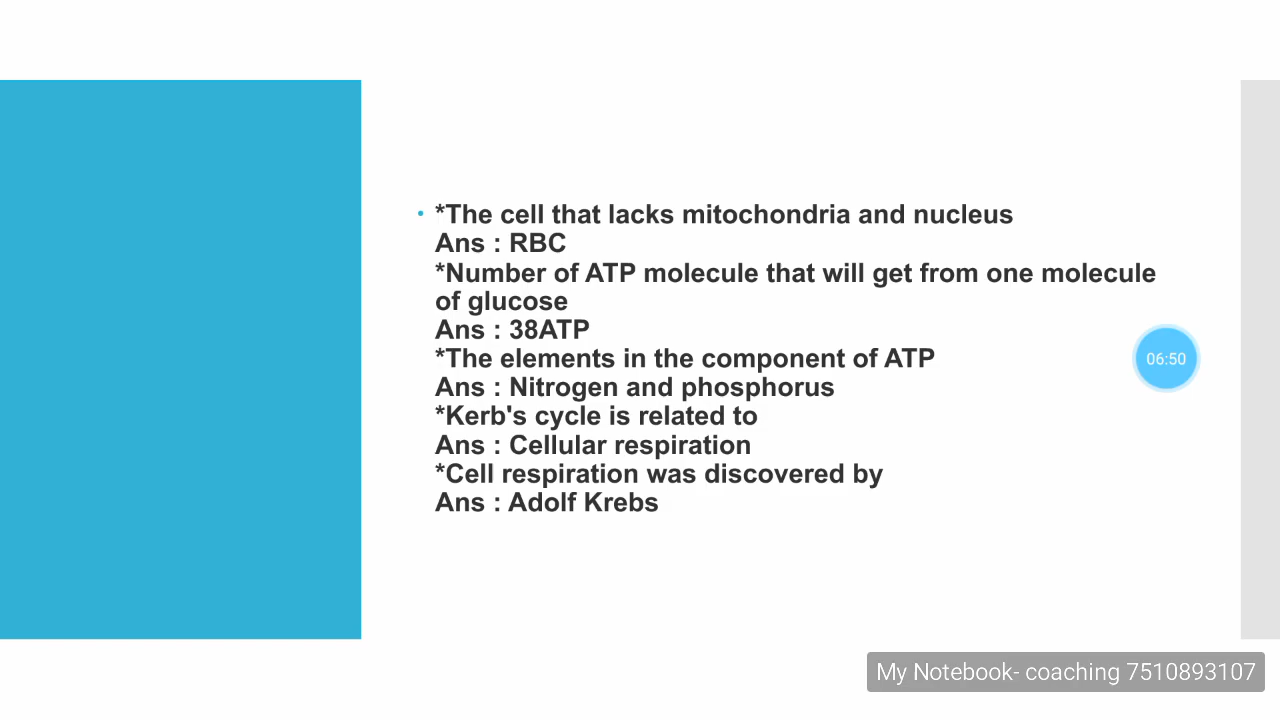 *The cell that lacks mitochondria and nucleus
Ans : RBC
*Number of ATP molecule that will get from one molecule
of glucose
Ans : 38ATP
*The elements in the component of ATP
Ans : Nitrogen and phosphorus
*Kerb's cycle is related to
Ans : Cellular respiration
*Cell respiration was discovered by
Ans : Adolf Krebs
06:50
My Notebook- coaching 7510893107